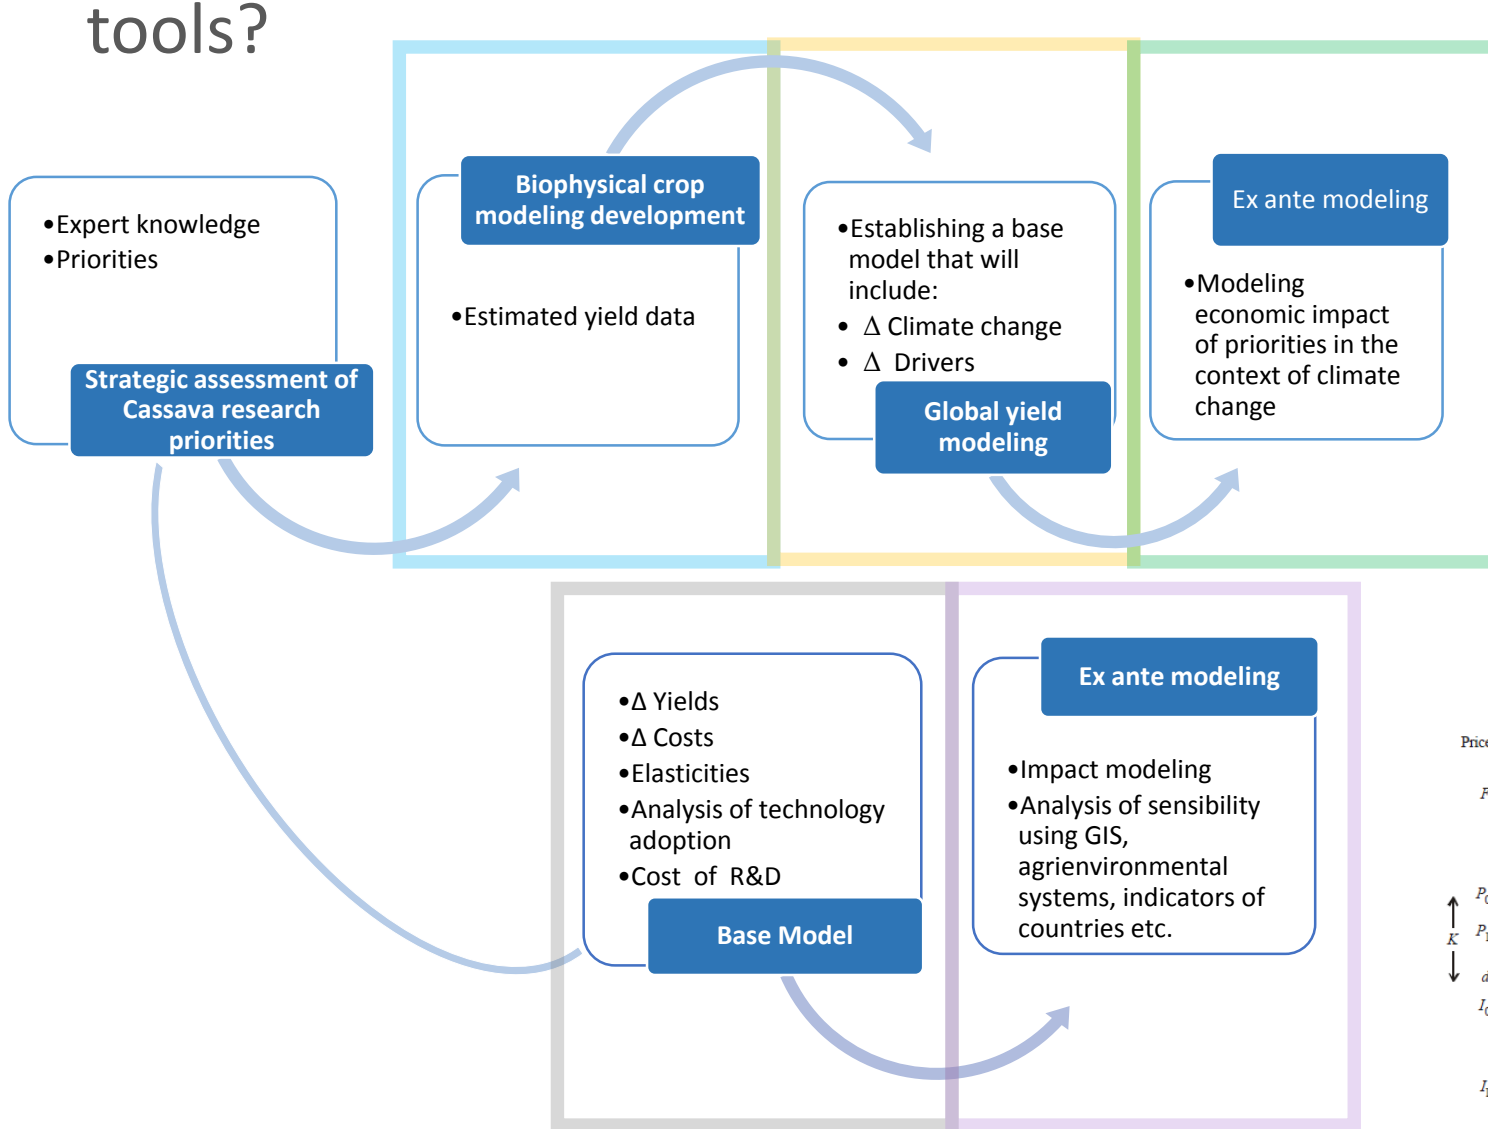 tools?
•Expert knowledge
•Priorities
Strategic assessment of
Cassava research
priorities
Biophysical crop
modeling development
•Estimated yield data
•Establishing a base
model that will
include:
• Δ Climate change
• Δ Drivers
Global yield
modeling
Ex ante modeling
•Modeling
economic impact
of priorities in the
context of climate
change
•Δ Yields
•Δ Costs
•Elasticities
•Analysis of technology
adoption
•Cost of R&D
Base Model
Ex ante modeling
•Impact modeling
•Analysis of sensibility
using GIS,
agrienvironmental
systems, indicators of
countries etc.
Price
K
P1
d
I1